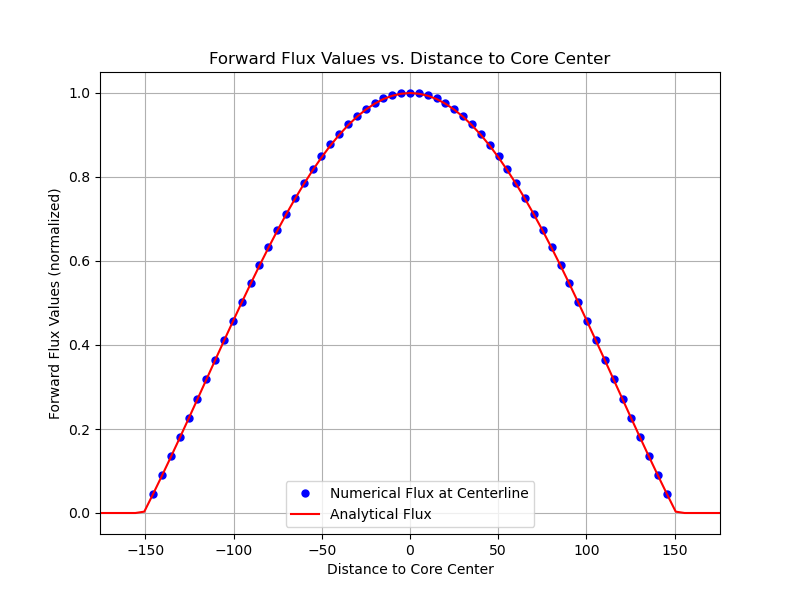 Forward Flux Values vs. Distance to Core Center
Forward Flux Values (normalized)
1.0
0.8
0.6
0.4
0.2
0.0
Numerical Flux at Centerline
Analytical Flux
−150 −100 −50 0 50 100 150
Distance to Core Center